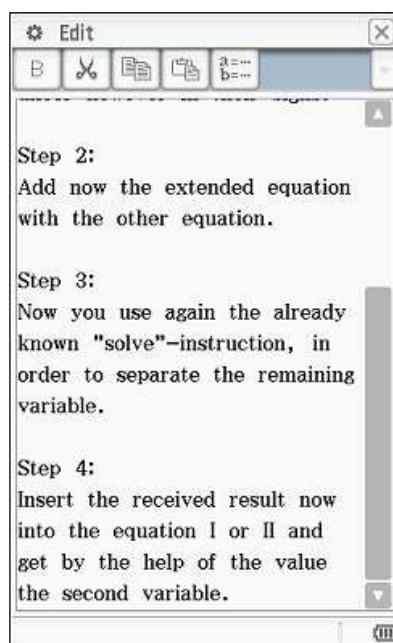 Edit
B
a=...
b=...
Step 2:
Add now the extended equation
with the other equation.
Step 3:
Now you use again the already
known "solve"-instruction, in
order to separate the remaining
variable.
Step 4:
Insert the received result now
into the equation I or II and
get by the help of the value
the second variable.